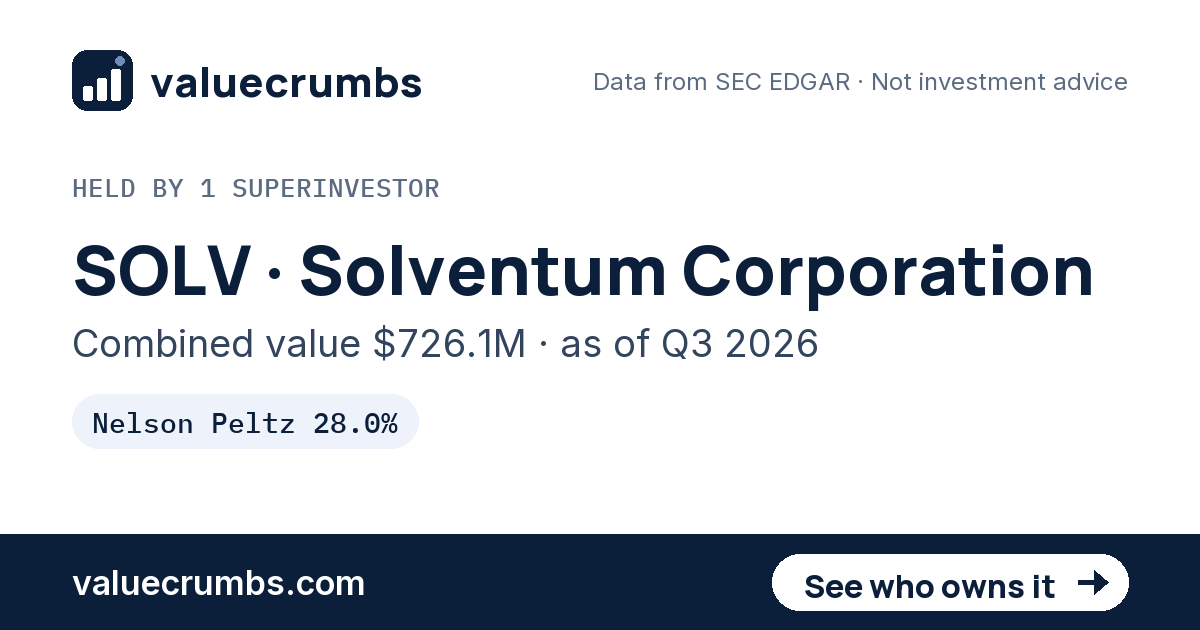 valuecrumbs
Data from SEC EDGAR · Not investment advice
HELD BY 1 SUPERINVESTOR
SOLV · Solventum Corporation
Combined value $726.1M · as of Q3 2026
Nelson Peltz 28.0%
valuecrumbs.com
See who owns it →